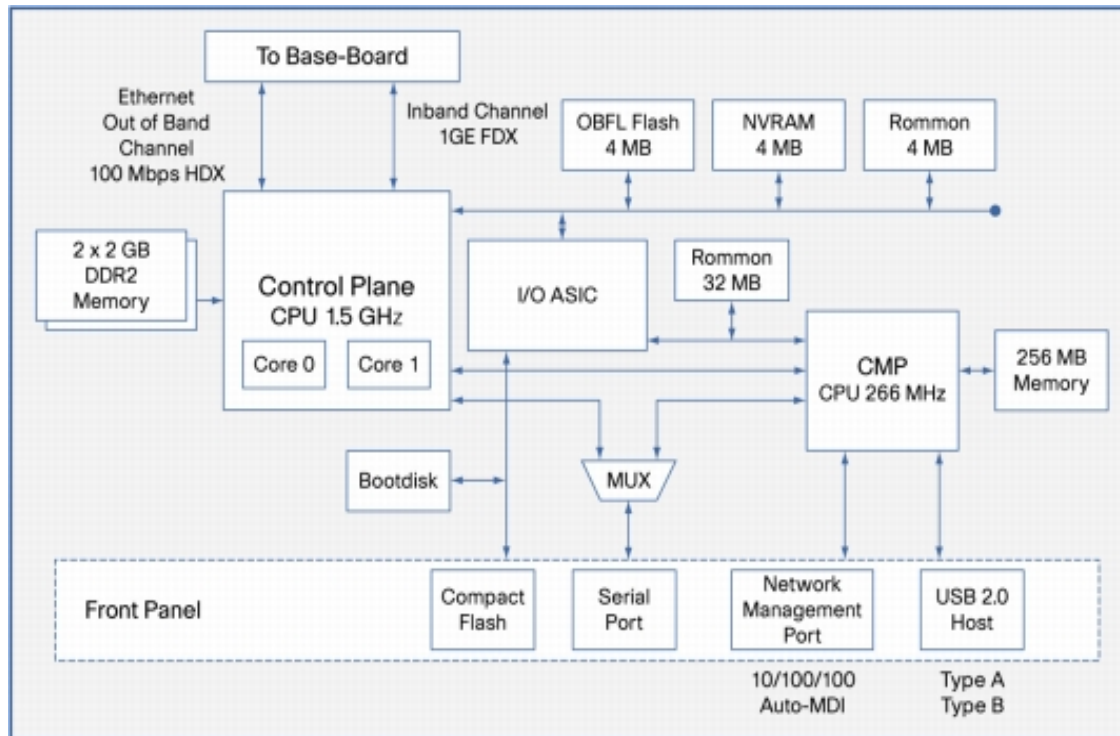 To Base-Board
Ethernet
Out of Band
Channel
100 Mbps HDX
Inband Channel
1GE FDX
OBFL Flash
4 MB
NVRAM
4 MB
Rommon
4 MB
2 x 2 GB
DDR2
Memory
Control Plane
CPU 1.5 GHz
Core 0
Core 1
I/O ASIC
Rommon
32 MB
CMP
CPU 266 MHz
256 MB
Memory
Bootdisk
MUX
Front Panel
Compact
Flash
Serial
Port
Network
Management
Port
USB 2.0
Host
10/100/100
Auto-MDI
Type A
Type B